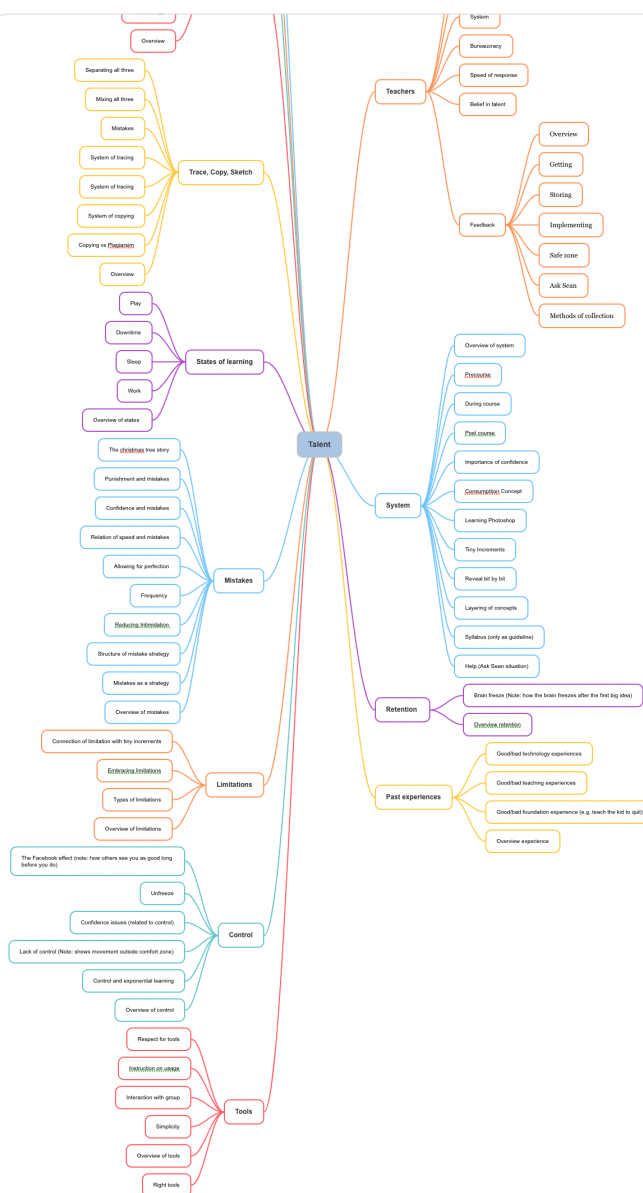 Overview
Separating all three
Mixing all three
Mistakes
System of tracing
System of tracing
System of copying
Copying vs Plagiarim
Overview
Trace, Copy, Sketch
Play
Downtime
Sleep
Work
Overview of states
States of learning
The christmas tree story
Punishment and mistakes
Confidence and mistakes
Relation of speed and mistakes
Allowing for perfection
Frequency
Reducing Intimidation
Structure of mistake strategy
Mistakes as a strategy
Overview of mistakes
Mistakes
Connection of limitation with tiny increments
Embracing limitations
Types of limitations
Overview of limitations
Limitations
The Facebook effect (note: how others see you as good long
before you do)
Unfreeze
Confidence issues (related to control)
Lack of control (Note: shows movement outside comfort zone)
Control and exponential learning
Overview of control
Control
Respect for tools
Instruction on usage
Interaction with group
Simplicity
Overview of tools
Right tools
Tools
Talent
Teachers
System
Bureaucracy
Speed of response
Belief in talent
Feedback
Overview
Getting
Storing
Implementing
Safe zone
Ask Sean
Methods of collection
System
Overview of system
Precourse
During course
Post course
Importance of confidence
Consumption Concept
Learning Photoshop
Tiny Increments
Reveal bit by bit
Layering of concepts
Syllabus (only as guideline)
Help (Ask Sean situation)
Retention
Brain freeze (Note: how the brain freezes after the first big idea)
Overview retention
Past experiences
Good/bad technology experiences
Good/bad teaching experiences
Good/bad foundation experience (e.g. teach the kid to quit)
Overview experience